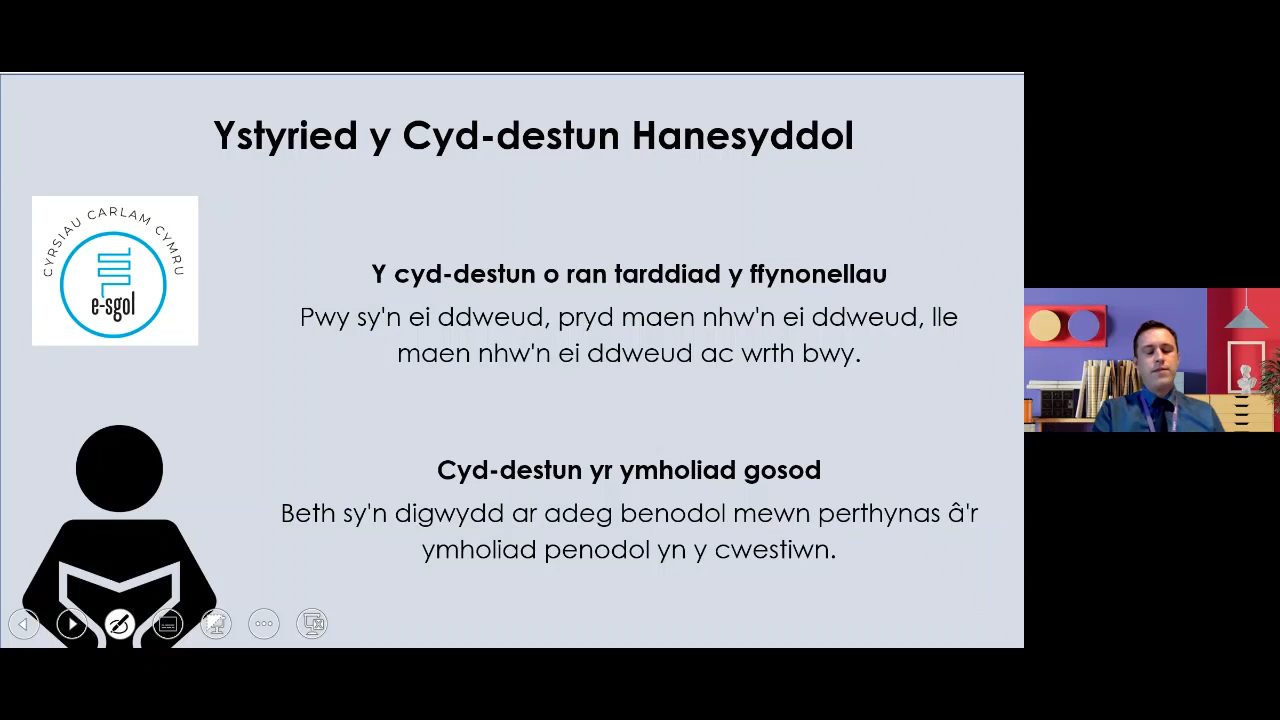 Ystyried y Cyd-destun Hanesyddol
CYRSIAU CARLAM CYMRU
e-sgol
Y cyd-destun o ran tarddiad y ffynonellau
Pwy sy'n ei ddweud, pryd maen nhw'n ei ddweud, lle
maen nhw'n ei ddweud ac wrth bwy.
Cyd-destun yr ymholiad gosod
Beth sy'n digwydd ar adeg benodol mewn perthynas â'r
ymholiad penodol yn y cwestiwn.